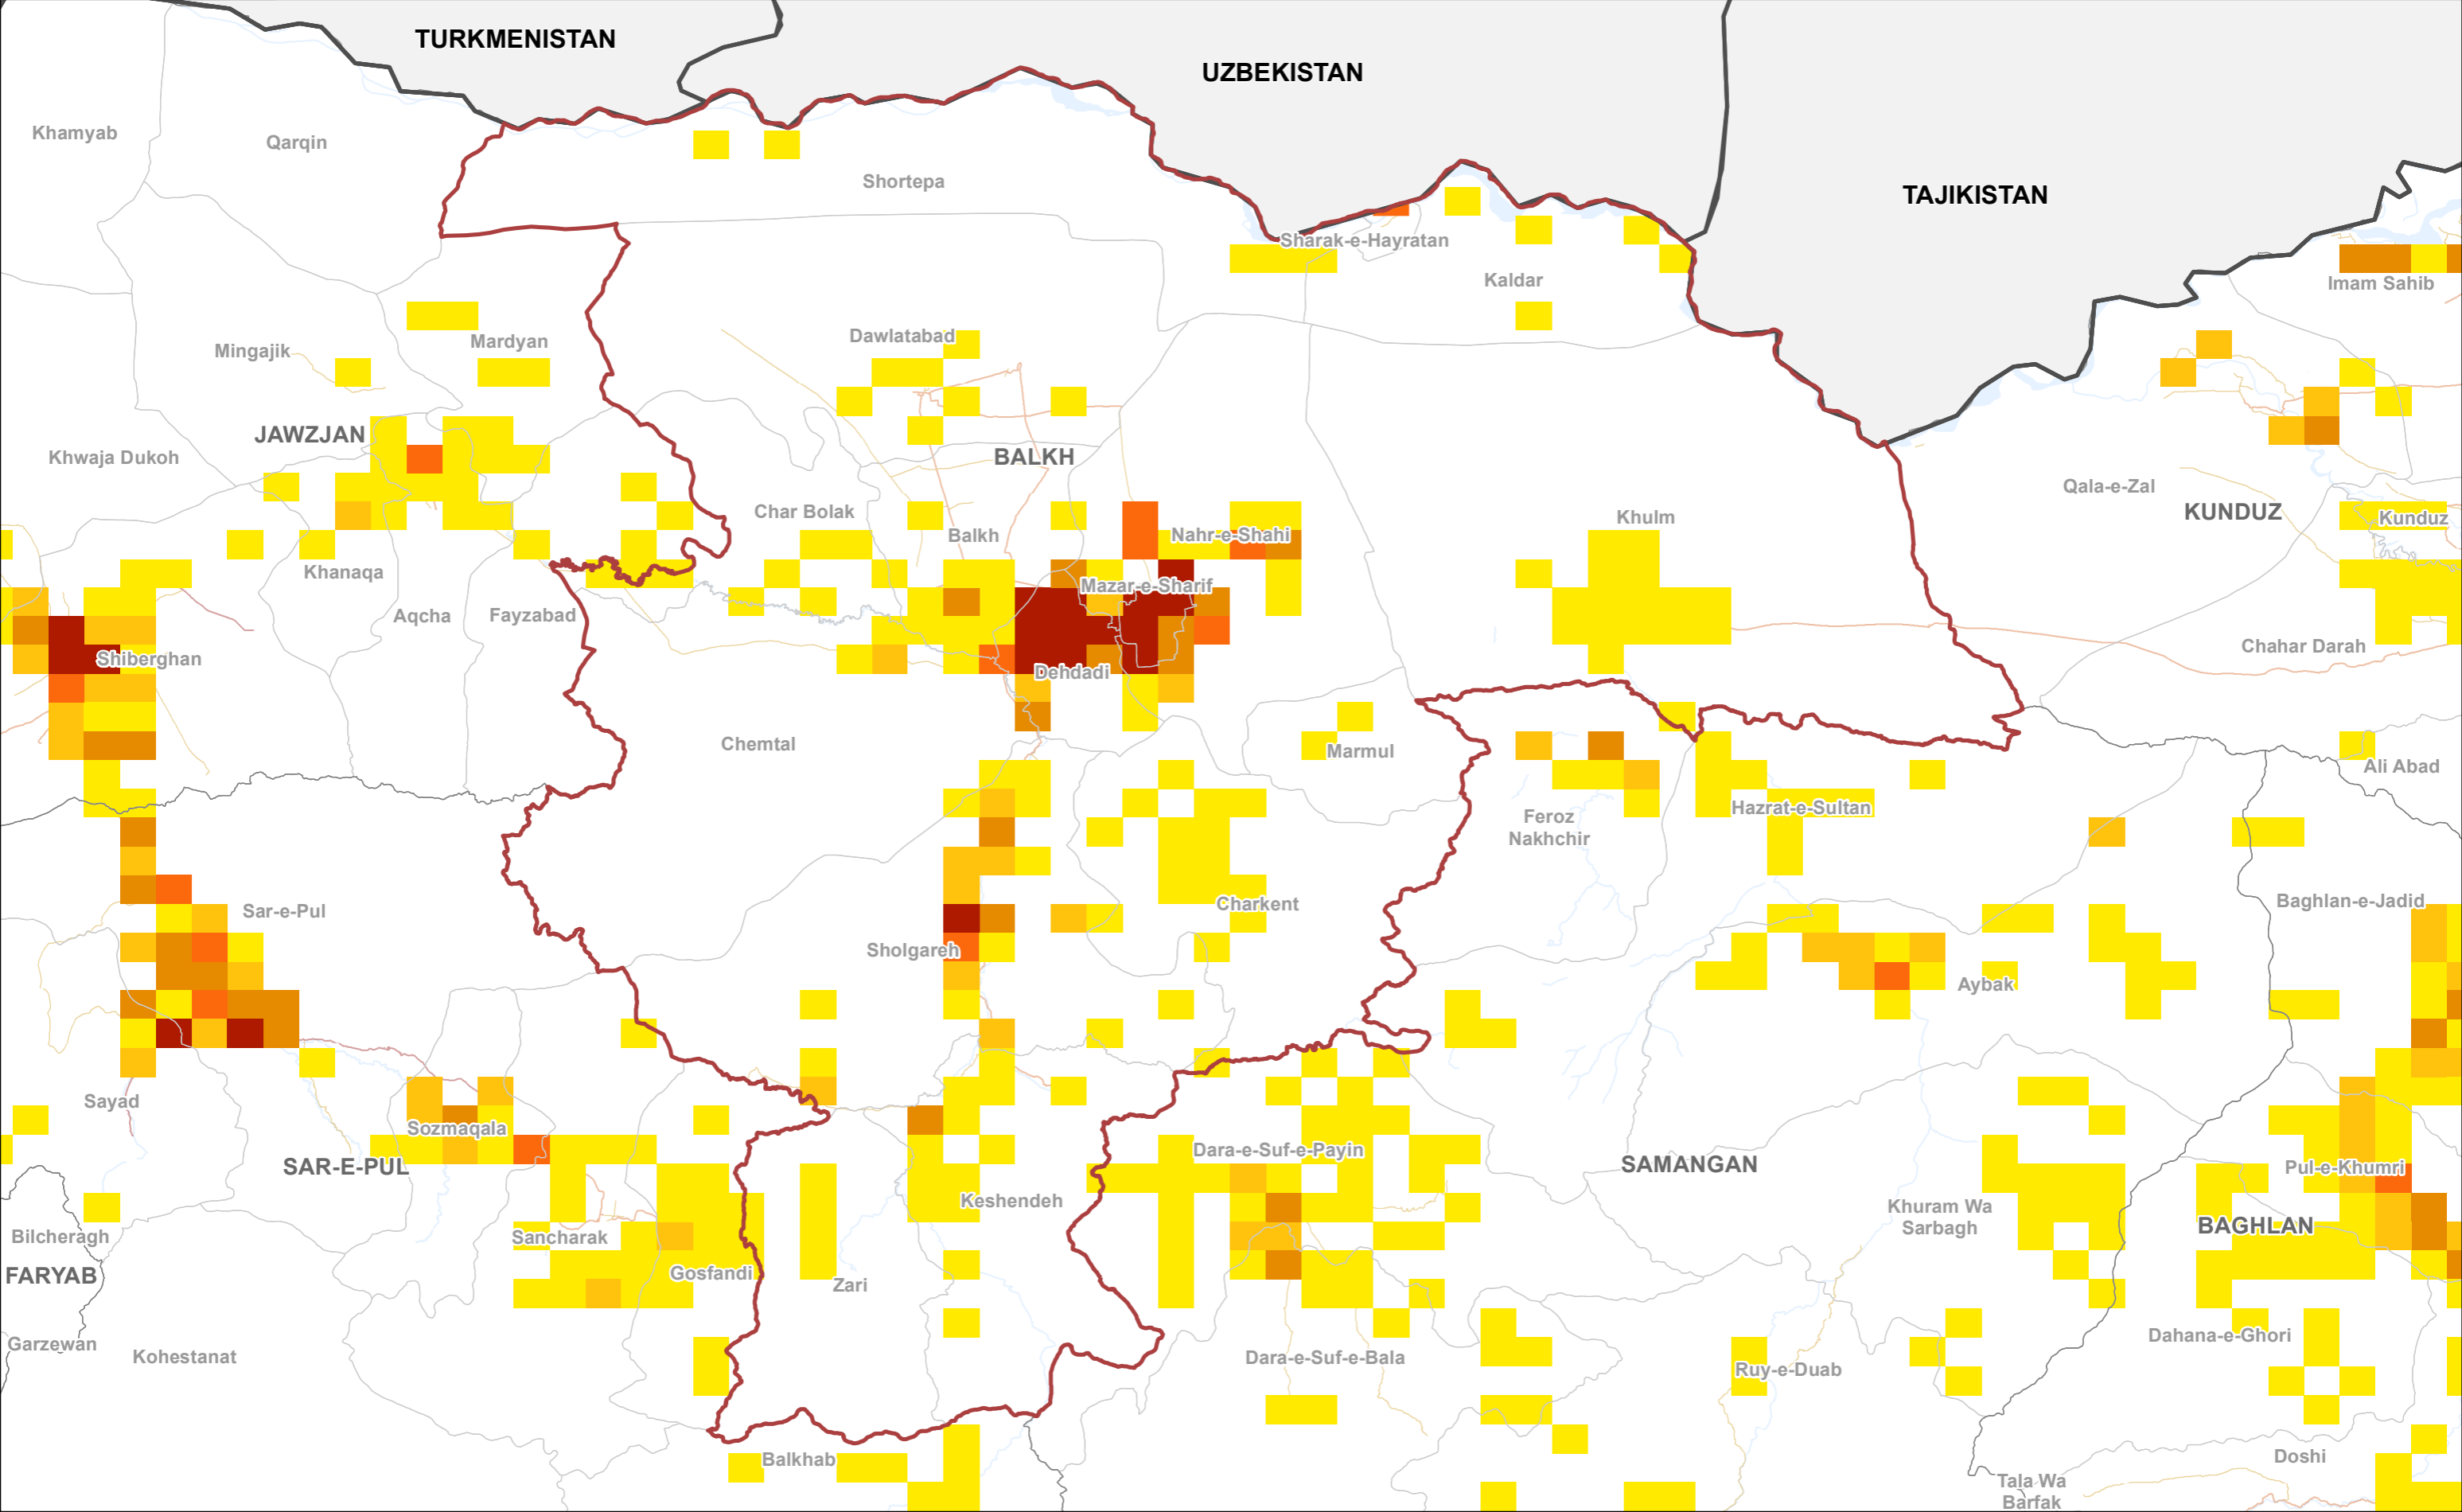 TURKMENISTAN
UZBEKISTAN
TAJIKISTAN
Khamyab
Qarqin
Shortepa
Sharak-e-Hayratan
Kaldar
Imam Sahib
Mingajik
Mardyan
Dawlatabad
JAWZJAN
Khwaja Dukoh
BALKH
Qala-e-Zal
KUNDUZ
Kunduz
Char Bolak
Balkh
Nahr-e-Shahi
Khulm
Khanaqa
Mazar-e-Sharif
Aqcha
Fayzabad
Shiberghan
Dehdadi
Chahar Darah
Chemtal
Marmul
Ali Abad
Feroz
Nakhchir
Hazrat-e-Sultan
Sar-e-Pul
Charkent
Baghlan-e-Jadid
Sholgareh
Aybak
Sayad
Sozmaqala
SAR-E-PUL
Dara-e-Suf-e-Payin
SAMANGAN
Pul-e-Khumri
Keshendeh
Khuram Wa
Sarbagh
BAGHLAN
Bilcheragh
Sancharak
FARYAB
Gosfandi
Zari
Garzewan
Kohestanat
Dara-e-Suf-e-Bala
Ruy-e-Duab
Dahana-e-Ghori
Balkhab
Doshi
Tala Wa
Barfak